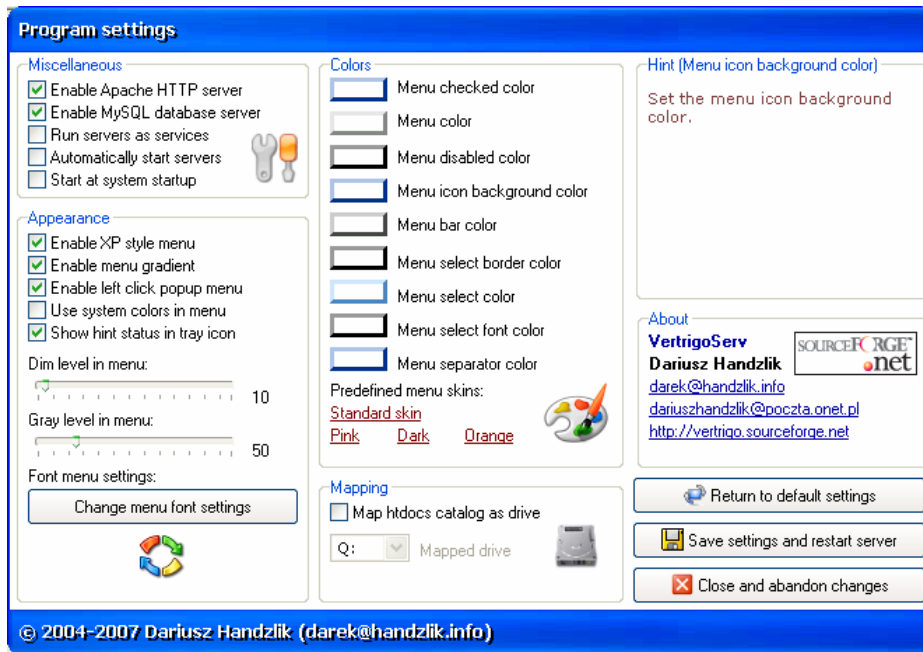 Program settings
Miscellaneous
Enable Apache HTTP server
Enable MySQL database server
Run servers as services
Automatically start servers
Start at system startup
Appearance
Enable XP style menu
Enable menu gradient
Enable left click popup menu
Use system colors in menu
Show hint status in tray icon
Dim level in menu:
10
Gray level in menu:
50
Font menu settings:
Change menu font settings
Colors
Menu checked color
Menu color
Menu disabled color
Menu icon background color
Menu bar color
Menu select border color
Menu select color
Menu select font color
Menu separator color
Predefined menu skins:
Standard skin
Pink Dark Orange
Mapping
Map htdocs catalog as drive
Q: Mapped drive
Hint (Menu icon background color)
Set the menu icon background
color.
About
VertrigoServ
Dariusz Handzlik
darek@handzlik.info
dariuszhandzlik@poczta.onet.pl
http://vertrigo.sourceforge.net
SOURCEFORGE
.net
Return to default settings
Save settings and restart server
Close and abandon changes
© 2004-2007 Dariusz Handzlik (darek@handzlik.info)